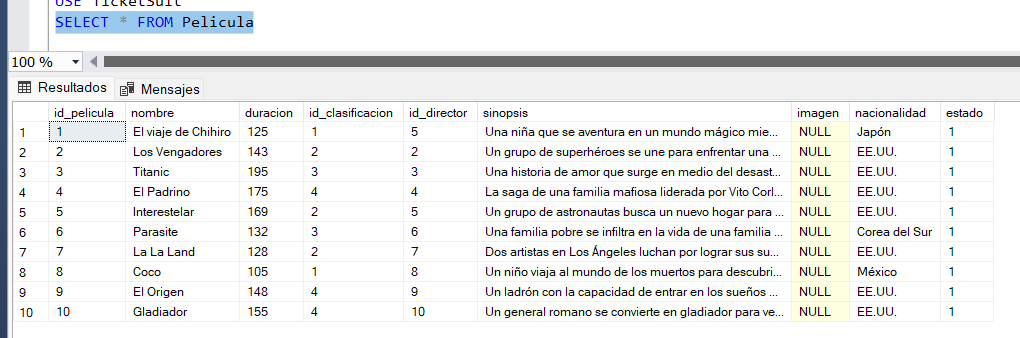 USE TicketSuit
SELECT * FROM Pelicula
100 %
Resultados Mensajes
id_pelicula nombre duracion id_clasificacion id_director sinopsis imagen nacionalidad estado
1 1 El viaje de Chihiro 125 1 5 Una niña que se aventura en un mundo mágico mie... NULL Japón 1
2 2 Los Vengadores 143 2 2 Un grupo de superhéroes se une para enfrentar una ... NULL EE.UU. 1
3 3 Titanic 195 3 3 Una historia de amor que surge en medio del desast... NULL EE.UU. 1
4 4 El Padrino 175 4 4 La saga de una familia mafiosa liderada por Vito Corl... NULL EE.UU. 1
5 5 Interestelar 169 2 5 Un grupo de astronautas busca un nuevo hogar para ... NULL EE.UU. 1
6 6 Parasite 132 3 6 Una familia pobre se infiltra en la vida de una familia ... NULL Corea del Sur 1
7 7 La La Land 128 2 7 Dos artistas en Los Ángeles luchan por lograr sus su... NULL EE.UU. 1
8 8 Coco 105 1 8 Un niño viaja al mundo de los muertos para descubri... NULL México 1
9 9 El Origen 148 4 9 Un ladrón con la capacidad de entrar en los sueños ... NULL EE.UU. 1
10 10 Gladiador 155 4 10 Un general romano se convierte en gladiador para ve... NULL EE.UU. 1